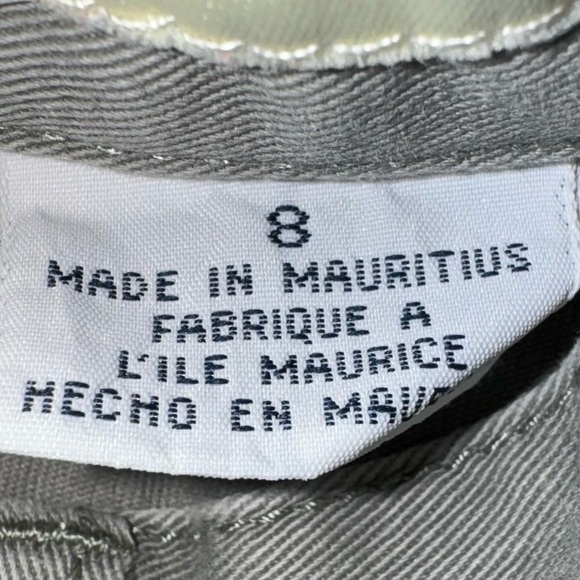 8
MADE IN MAURITIUS
FABRIQUE A
L'ILE MAURICE
HECHO EN